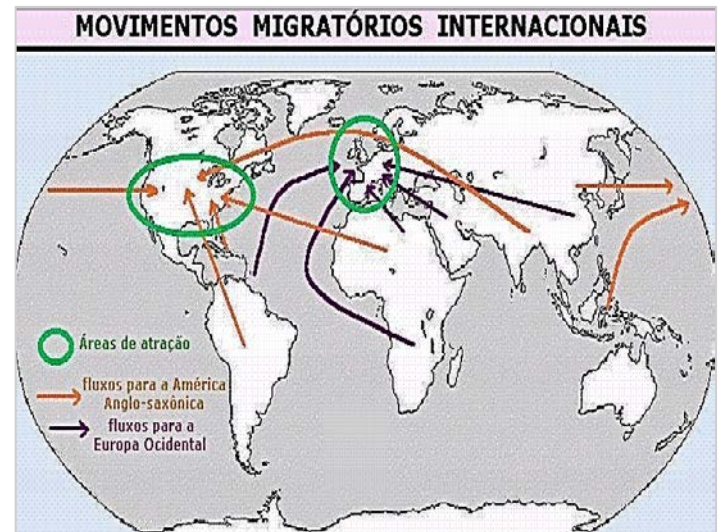 MOVIMENTOS MIGRATÓRIOS INTERNACIONAIS
Áreas de atração
fluxos para a América
Anglo-saxônica
fluxos para a
Europa Ocidental